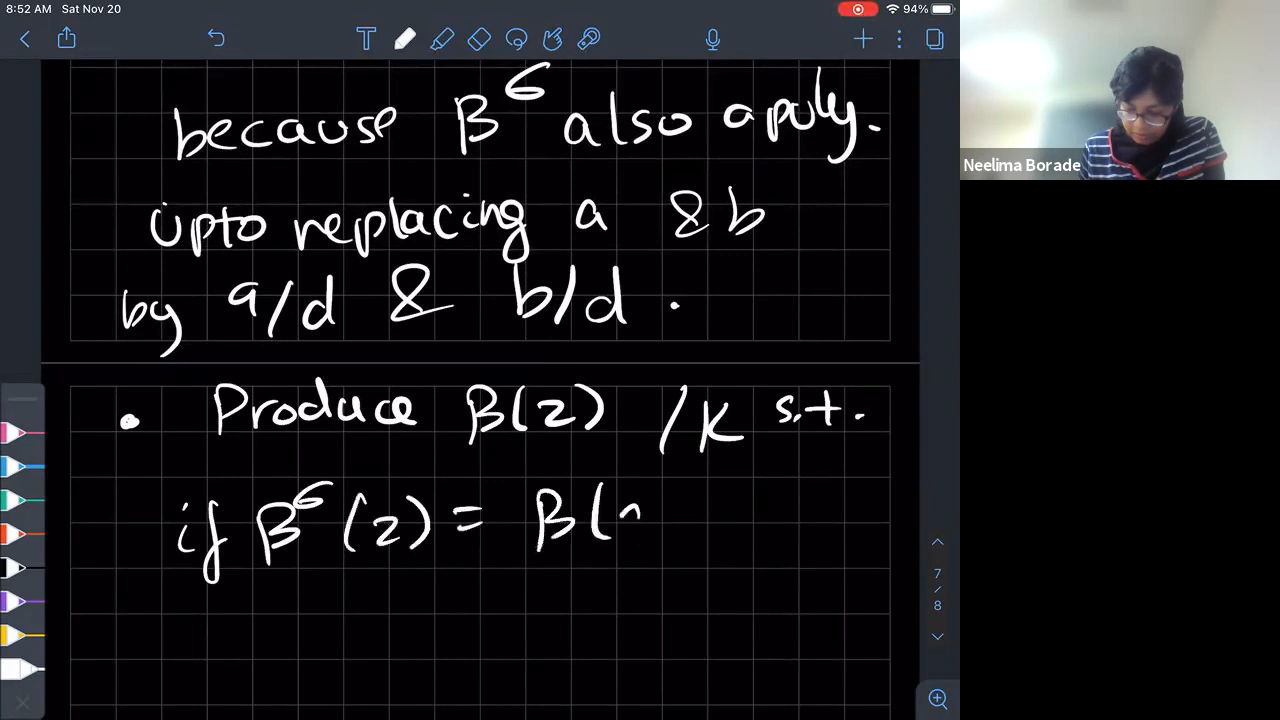 8:52 AM Sat Nov 20
94%
because β^σ also a poly.
upto replacing a & b
by a/d & b/d .
• Produce β(z) /K s.t.
if β^σ(z) = β(
Neelima Borade
7
/
8